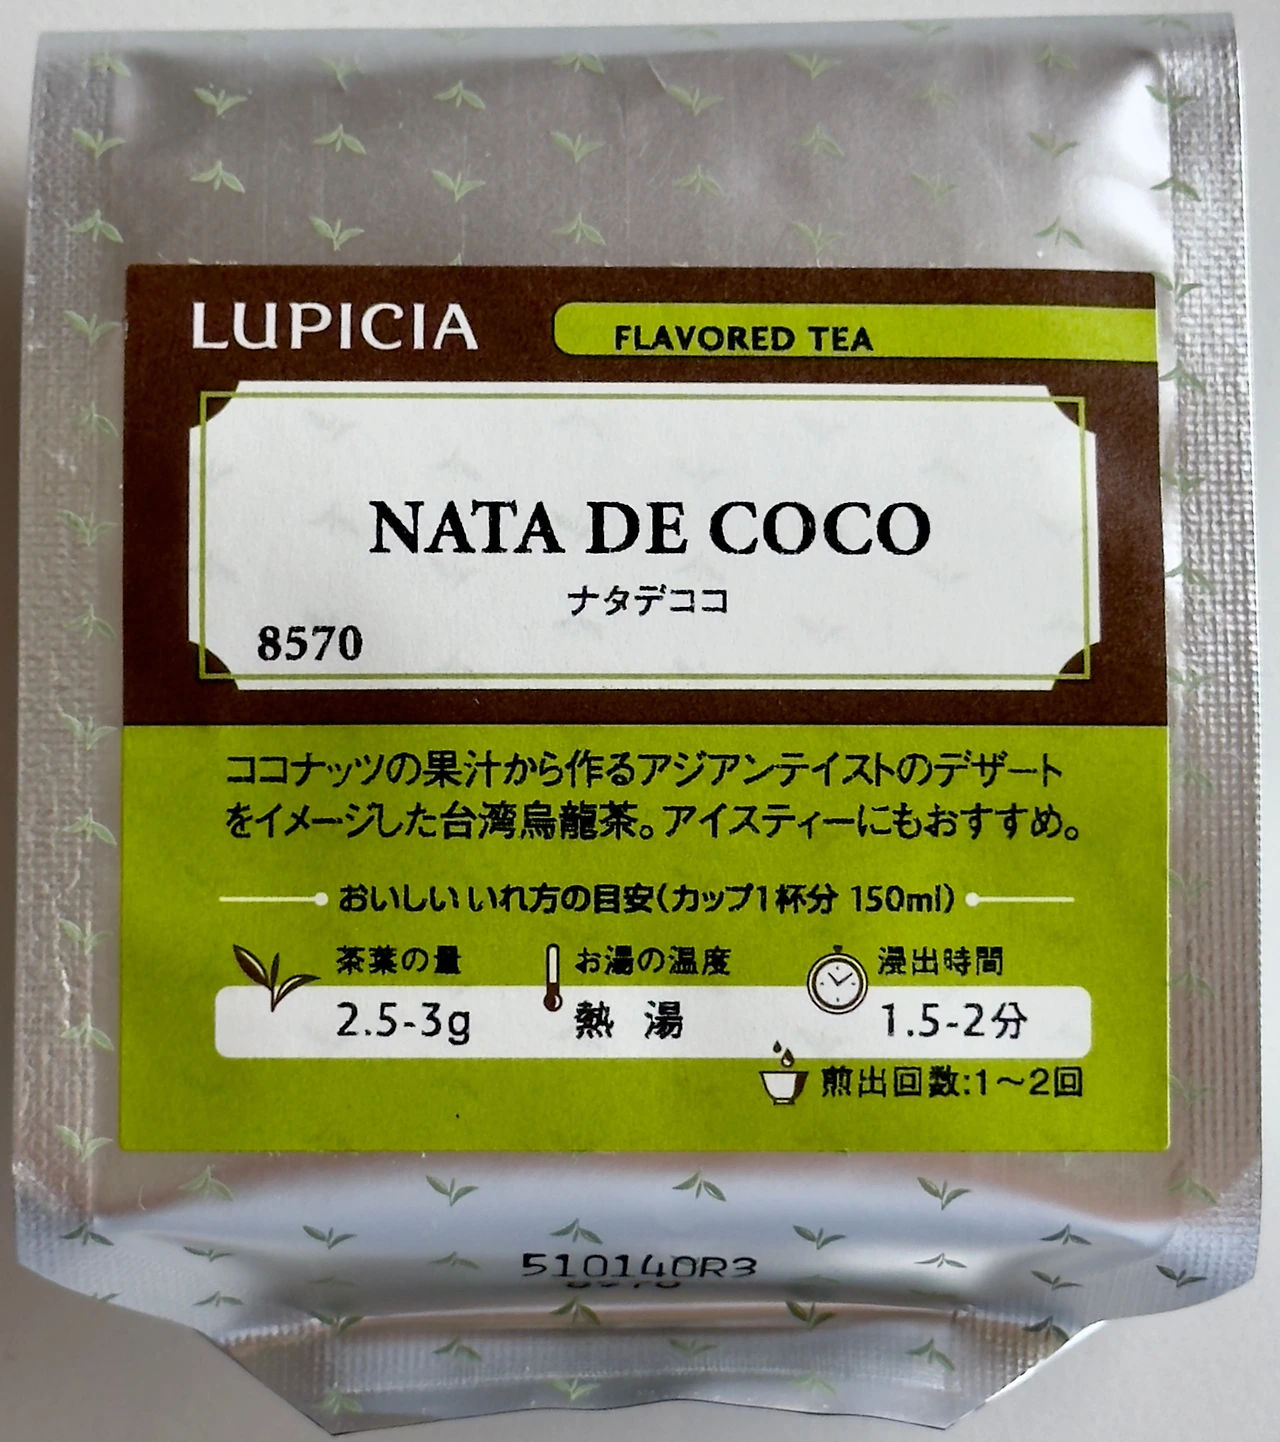 LUPICIA
FLAVORED TEA
NATA DE COCO
ナタデココ
8570
ココナッツの果汁から作るアジアンテイストのデザート
をイメージした台湾烏龍茶。アイスティーにもおすすめ。
おいしいいれ方の目安(カップ1杯分 150ml)
茶葉の量
お湯の温度
浸出時間
2.5-3g
熱 湯
1.5-2分
煎出回数:1〜2回
510140R3